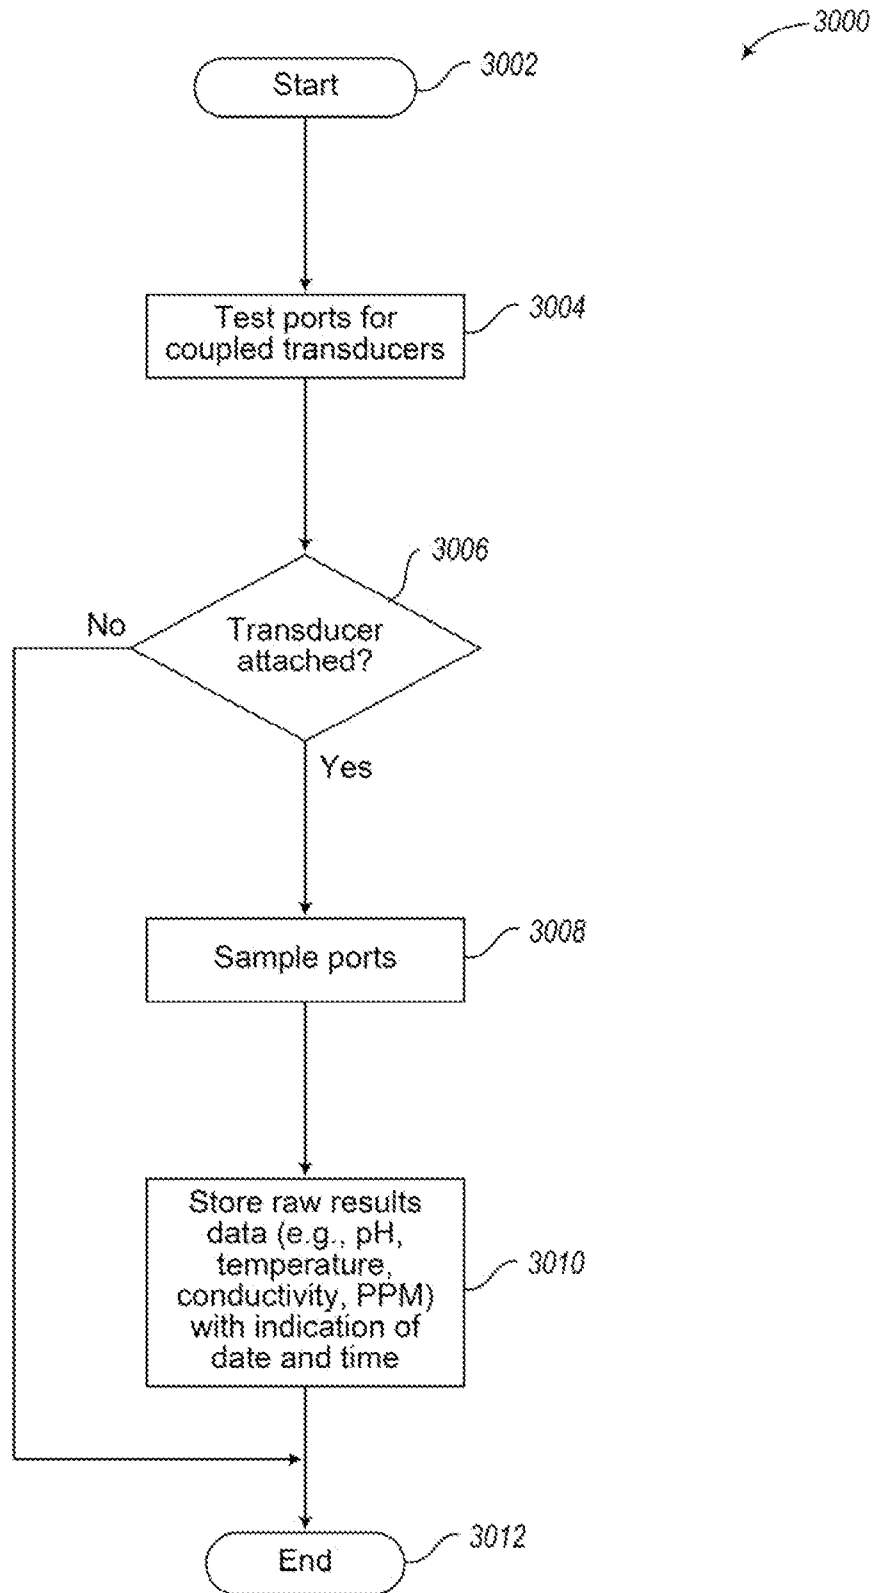 3000
Start
3002
Test ports for
coupled transducers
3004
3006
Transducer
attached?
No
Yes
Sample ports
3008
Store raw results
data (e.g., pH,
temperature,
conductivity, PPM)
with indication of
date and time
3010
End
3012